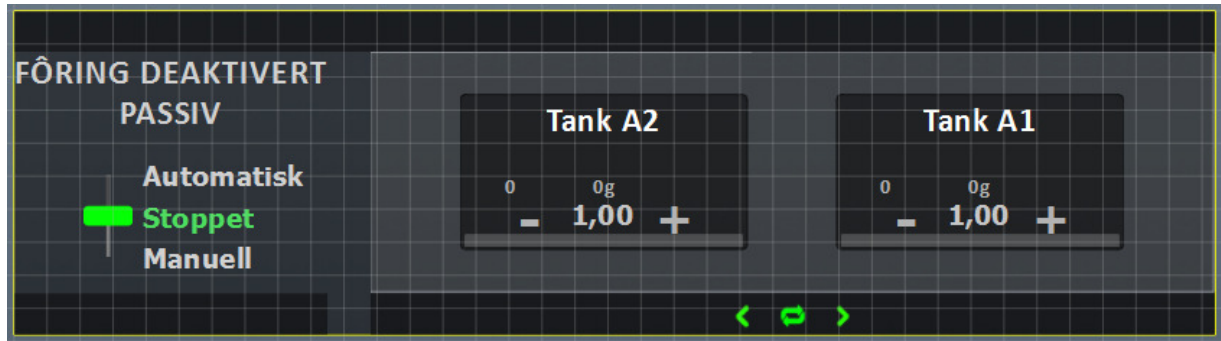 FÔRING DEAKTIVERT
PASSIV
Automatisk
Stoppet
Manuell
Tank A2
0 0g
- 1,00 +
Tank A1
0 0g
- 1,00 +